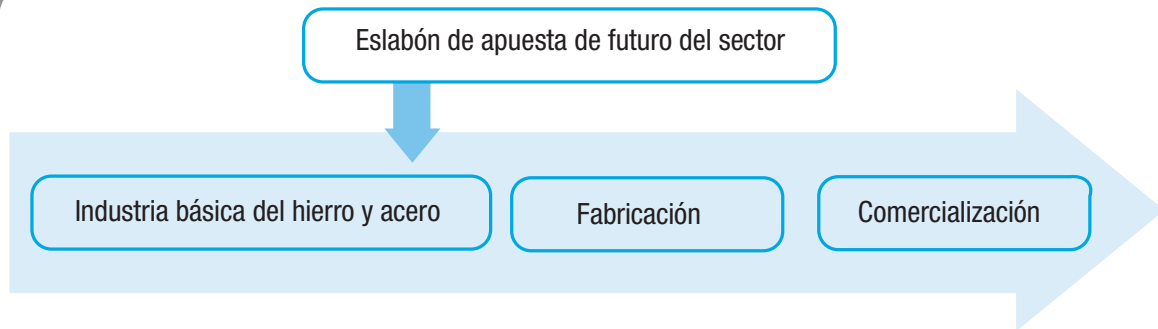 Eslabón de apuesta de futuro del sector
Industria básica del hierro y acero
Fabricación
Comercialización